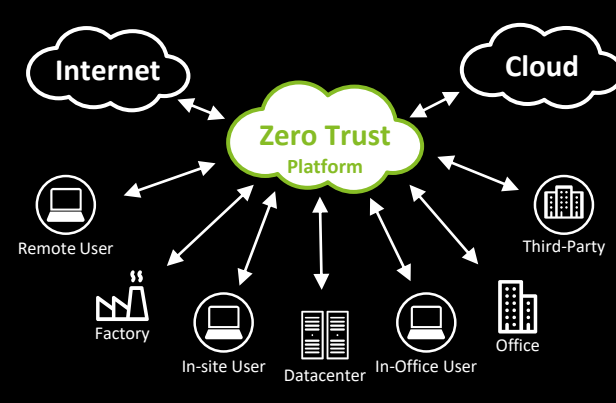 Internet
Cloud
Zero Trust
Platform
Remote User
Third-Party
Factory
Office
In-site User
Datacenter
In-Office User